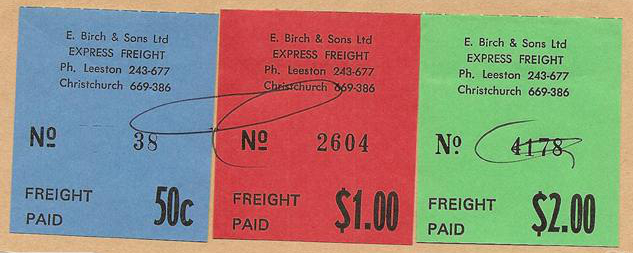 E. Birch & Sons Ltd
EXPRESS FREIGHT
Ph. Leeston 243-677
Christchurch 669-386
Nº 38
FREIGHT
PAID 50c
E. Birch & Sons Ltd
EXPRESS FREIGHT
Ph. Leeston 243-677
Christchurch 669-386
Nº 2604
FREIGHT
PAID $1.00
E. Birch & Sons Ltd
EXPRESS FREIGHT
Ph. Leeston 243-677
Christchurch 669-386
Nº 4178
FREIGHT
PAID $2.00